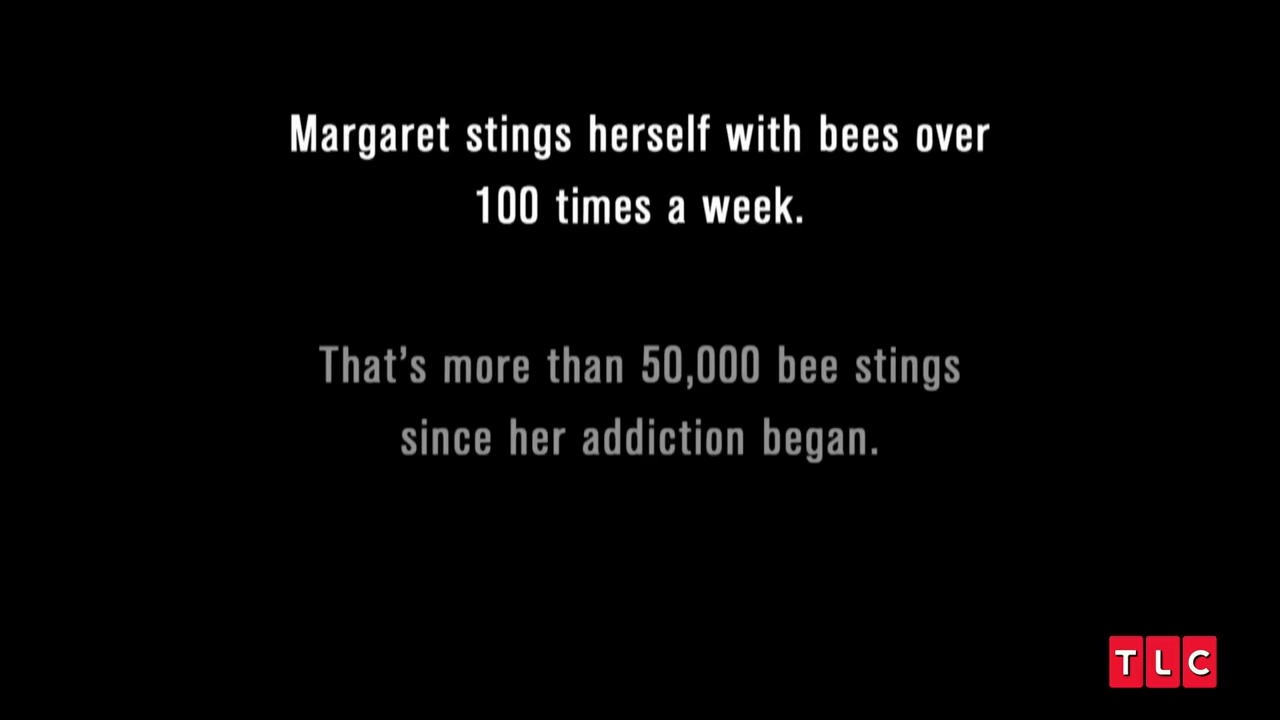 Margaret stings herself with bees over
100 times a week.
That's more than 50,000 bee stings
since her addiction began.
TLC